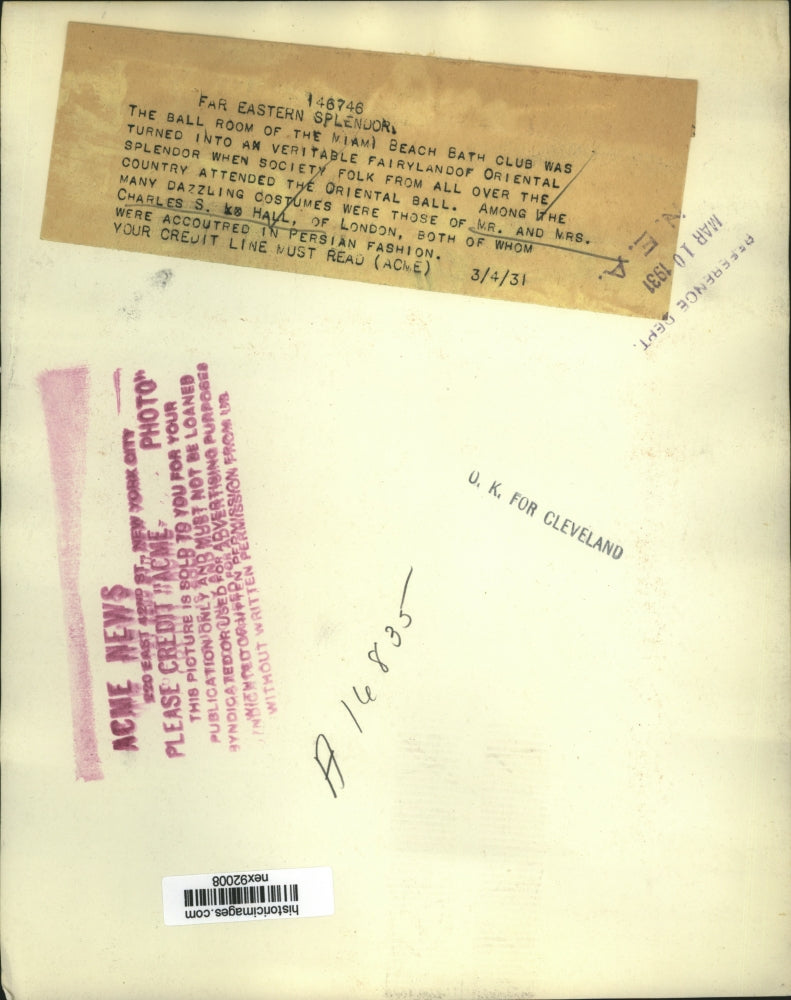 146746
FAR EASTERN SPLENDOR.
THE BALL ROOM OF THE MIAMI BEACH BATH CLUB WAS
TURNED INTO AN VERITABLE FAIRYLANDOF ORIENTAL
SPLENDOR WHEN SOCIETY FOLK FROM ALL OVER THE
COUNTRY ATTENDED THE ORIENTAL BALL. AMONG THE
MANY DAZZLING COSTUMES WERE THOSE OF MR. AND MRS.
CHARLES S. HALL, OF LONDON, BOTH OF WHOM
WERE ACCOUTRED IN PERSIAN FASHION.
YOUR CREDIT LINE MUST READ (ACME)
3/4/31
N. E. A.
MAR 10 1931
REFERENCE DEPT.
ACME NEWS
220 EAST 42ND ST., NEW YORK CITY
PLEASE CREDIT "ACME PHOTO"
THIS PICTURE IS SOLD TO YOU FOR YOUR
PUBLICATION ONLY AND MUST NOT BE LOANED
SYNDICATED OR USED FOR ADVERTISING PURPOSES
WITHOUT WRITTEN PERMISSION FROM US
O. K. FOR CLEVELAND
A 16835
historicimages.com
nex92008